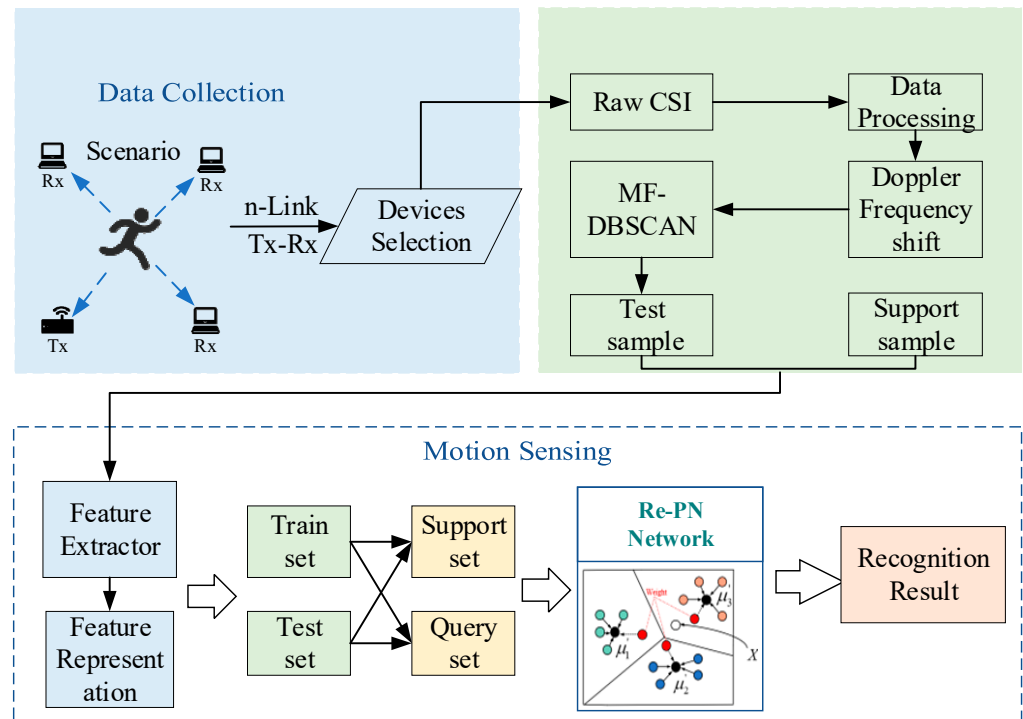 Data Collection
Scenario
Rx
Rx
Tx
Rx
n-Link
Tx-Rx
Devices
Selection
Raw CSI
Data
Processing
MF-
DBSCAN
Doppler
Frequency
shift
Test
sample
Support
sample
Motion Sensing
Feature
Extractor
Feature
Represent
ation
Train
set
Test
set
Support
set
Query
set
Re-PN
Network
Weight
μ₃'
μ₁'
μ₂'
X
Recognition
Result